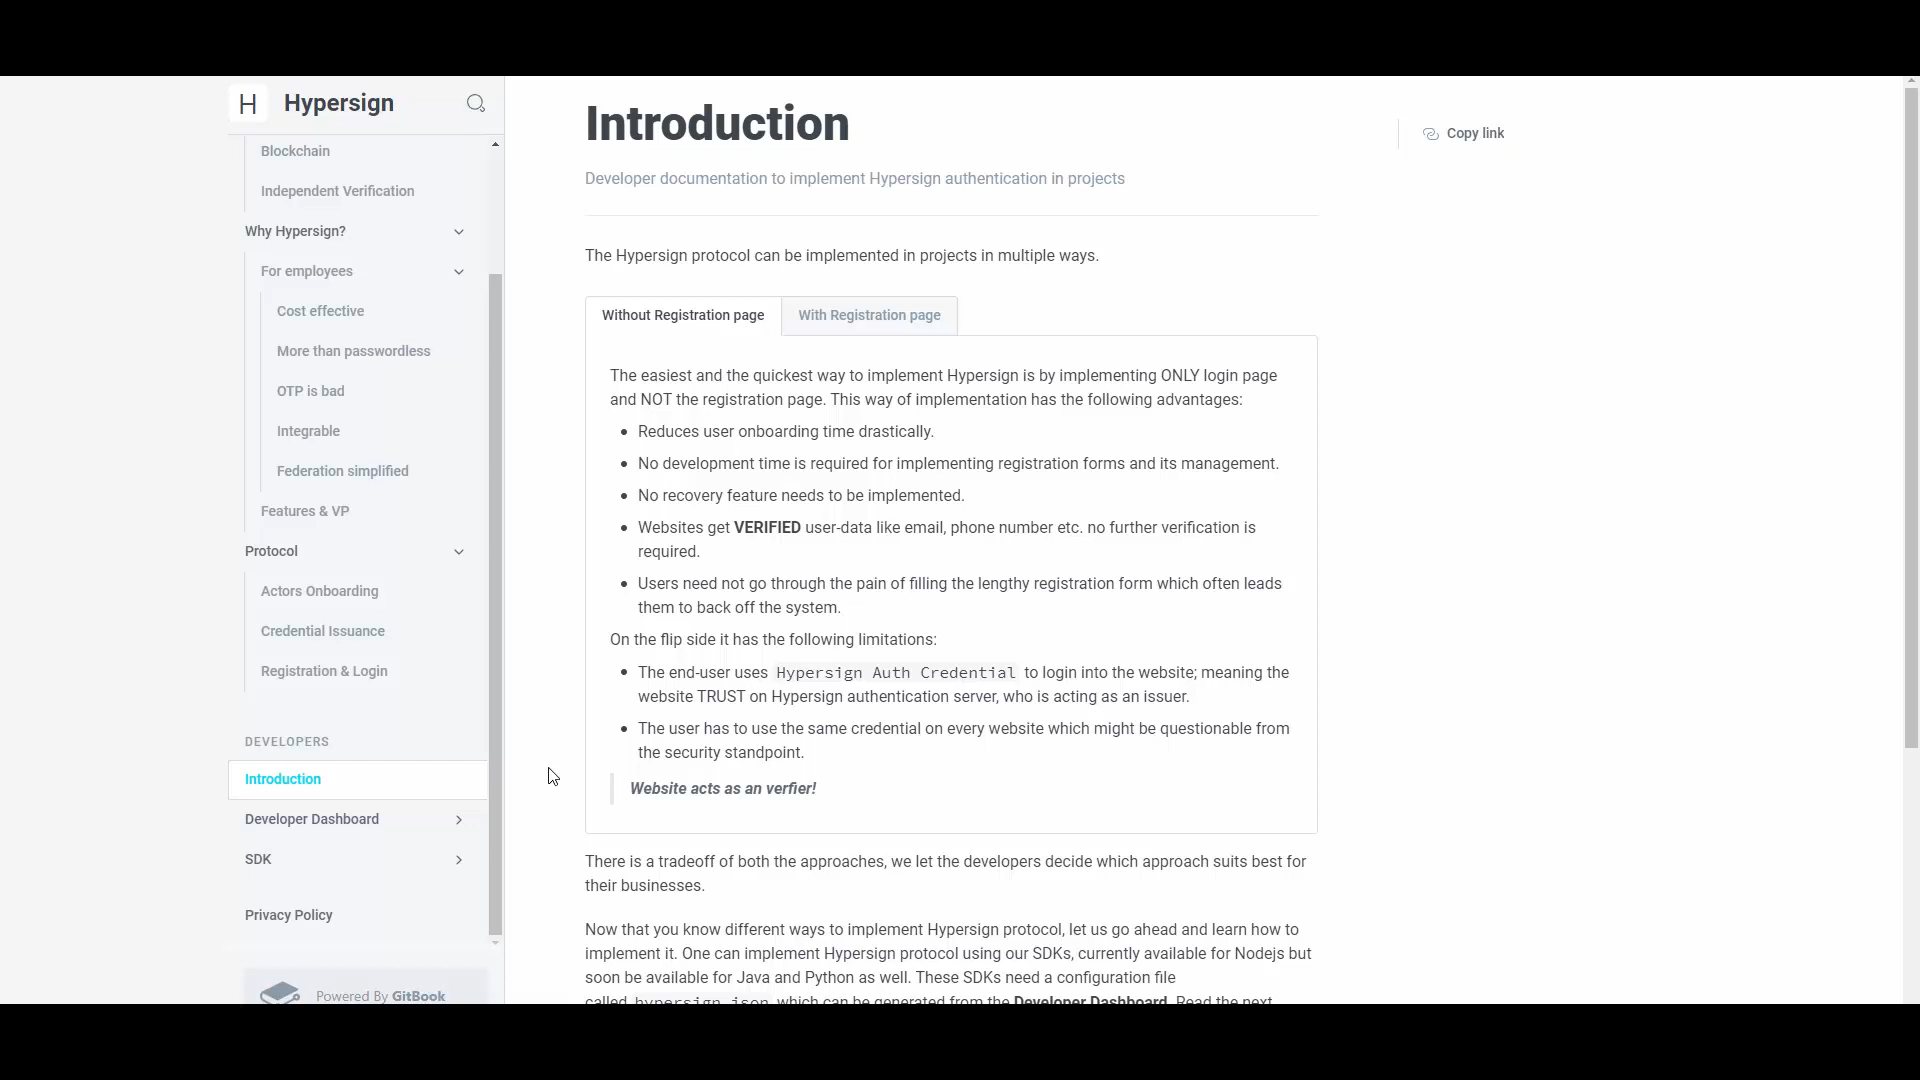 H Hypersign
Blockchain
Independent Verification
Why Hypersign?
For employees
Cost effective
More than passwordless
OTP is bad
Integrable
Federation simplified
Features & VP
Protocol
Actors Onboarding
Credential Issuance
Registration & Login
DEVELOPERS
Introduction
Developer Dashboard
SDK
Privacy Policy
Powered By GitBook
Introduction
Copy link
Developer documentation to implement Hypersign authentication in projects
The Hypersign protocol can be implemented in projects in multiple ways.
Without Registration page
With Registration page
The easiest and the quickest way to implement Hypersign is by implementing ONLY login page
and NOT the registration page. This way of implementation has the following advantages:
• Reduces user onboarding time drastically.
• No development time is required for implementing registration forms and its management.
• No recovery feature needs to be implemented.
• Websites get VERIFIED user-data like email, phone number etc. no further verification is
required.
• Users need not go through the pain of filling the lengthy registration form which often leads
them to back off the system.
On the flip side it has the following limitations:
• The end-user uses Hypersign Auth Credential to login into the website; meaning the
website TRUST on Hypersign authentication server, who is acting as an issuer.
• The user has to use the same credential on every website which might be questionable from
the security standpoint.
Website acts as an verfier!
There is a tradeoff of both the approaches, we let the developers decide which approach suits best for
their businesses.
Now that you know different ways to implement Hypersign protocol, let us go ahead and learn how to
implement it. One can implement Hypersign protocol using our SDKs, currently available for Nodejs but
soon be available for Java and Python as well. These SDKs need a configuration file
called hypersign.json which can be generated from the Developer Dashboard. Read the next